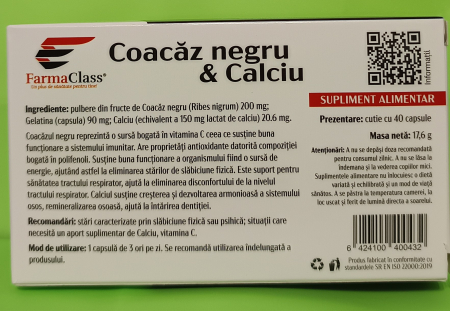 FarmaClass®
Un plus de sănătate pentru tine!
Coacăz negru
& Calciu
Informații
Ingrediente: pulbere din fructe de Coacăz negru (Ribes nigrum) 200 mg;
Gelatina (capsula) 90 mg; Calciu (echivalent a 150 mg lactat de calciu) 20.6 mg.
Coacăzul negru reprezintă o sursă bogată în vitamina C ceea ce susține buna
funcționare a sistemului imunitar. Are proprietăți antioxidante datorită compoziției
bogată în polifenoli. Susține buna funcționare a organismului fiind o sursă de
energie, ajutând astfel la eliminarea stărilor de slăbiciune fizică. Este suport pentru
sănătatea tractului respirator, ajută la eliminarea disconfortului de la nivelul
tractului respirator. Calciul susține creșterea și dezvoltarea armonioasă a sistemului
osos, remineralizarea osoasă, ajută la întărirea dentiției.
Recomandări: stări caracterizate prin slăbiciune fizică sau psihică; situații care
necesită un aport suplimentar de Calciu, vitamina C.
Mod de utilizare: 1 capsulă de 3 ori pe zi. Se recomandă utilizarea îndelungată a
produsului.
SUPLIMENT ALIMENTAR
Prezentare: cutie cu 40 capsule
Masa netă: 17,6 g
Atenționări: A nu se depăși doza recomandată
pentru consumul zilnic. A nu se lăsa la
îndemâna și la vederea copiilor mici.
Suplimentele alimentare nu înlocuiesc o dietă
variată și echilibrată și un mod de viață
sănătos. A se păstra la temperatura camerei, la
loc uscat și ferit de lumină directa a soarelui.
6 424100 400432
Produs fabricat în conformitate cu
standardele SR EN ISO 22000:2019